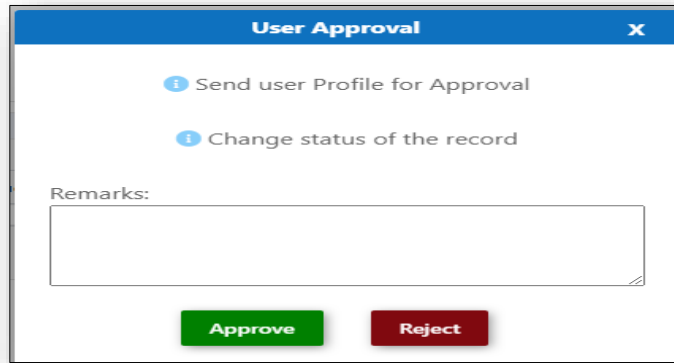 User Approval x
Send user Profile for Approval
Change status of the record
Remarks:
Approve Reject